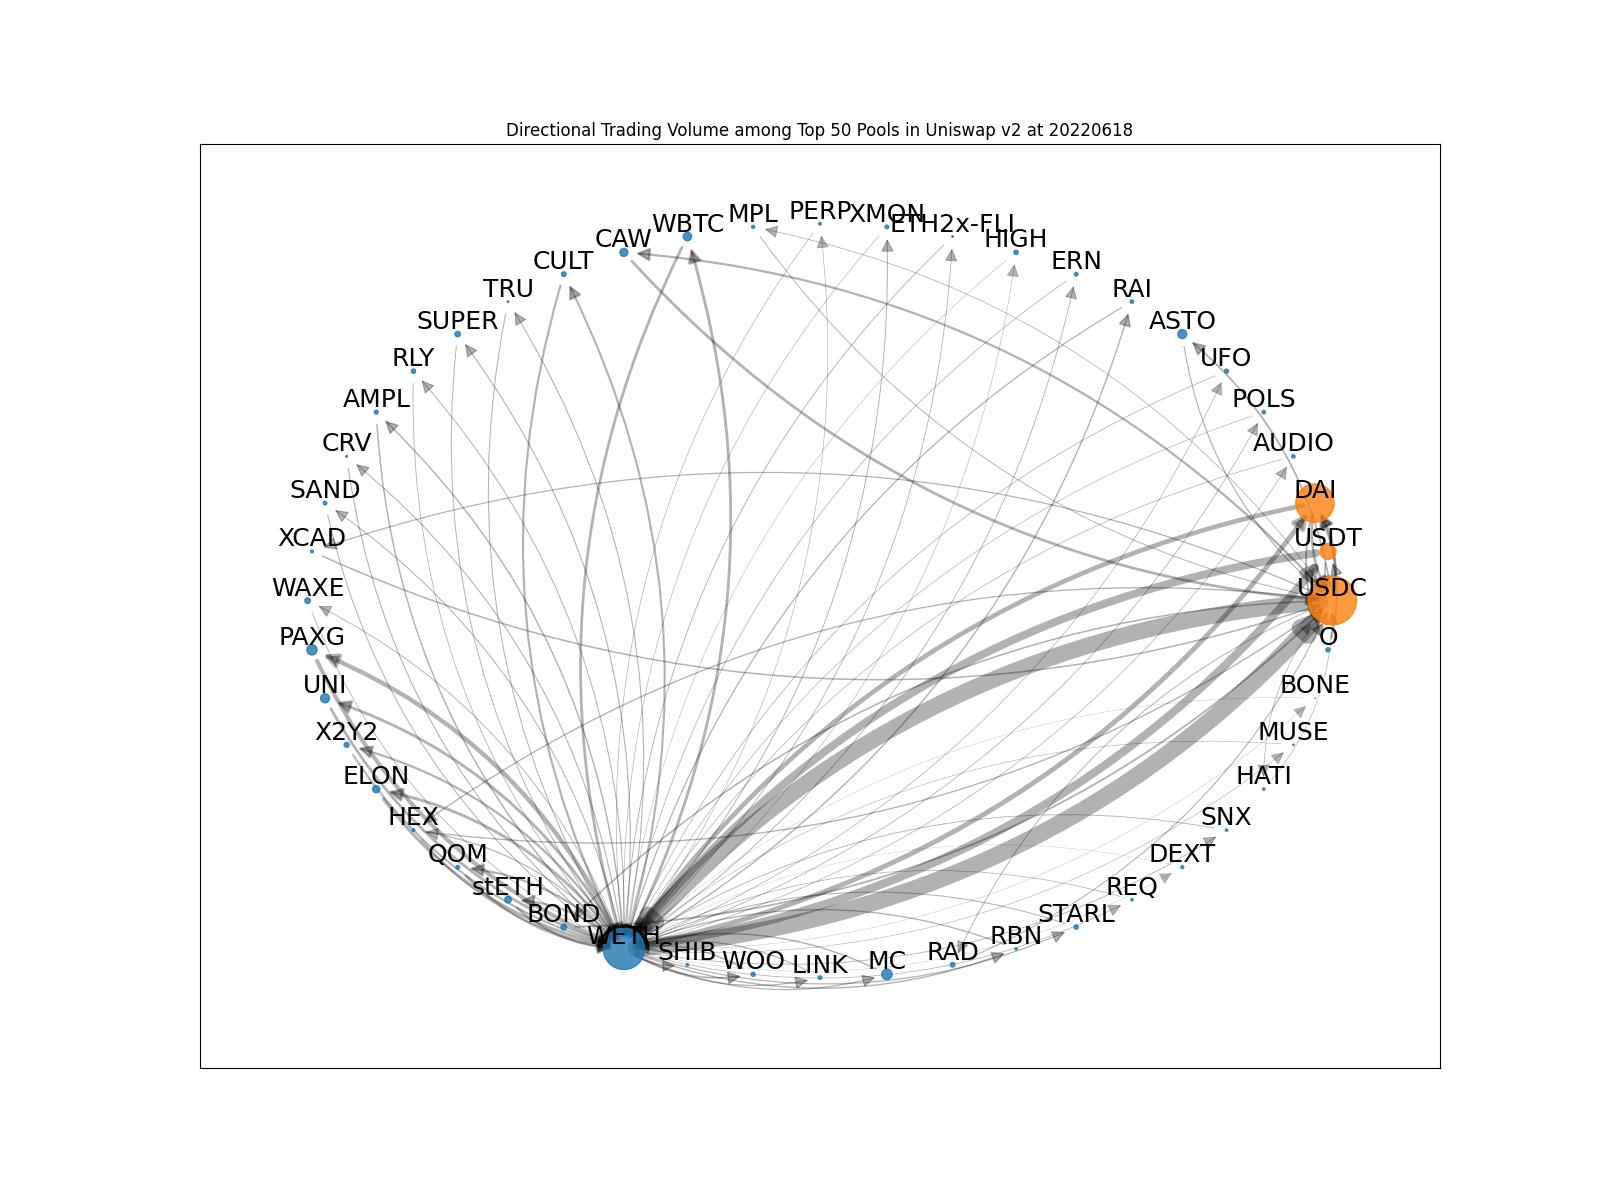 Directional Trading Volume among Top 50 Pools in Uniswap v2 at 20220618
MPL
PERP
XMON
WBTC
ETH2x-FLI
CAW
HIGH
CULT
ERN
TRU
RAI
SUPER
ASTO
RLY
UFO
AMPL
POLS
CRV
AUDIO
SAND
DAI
XCAD
USDT
WAXE
USDC
PAXG
O
UNI
BONE
X2Y2
MUSE
ELON
HATI
HEX
SNX
QOM
DEXT
stETH
REQ
BOND
STARL
WETH
RBN
SHIB
RAD
WOO
MC
LINK